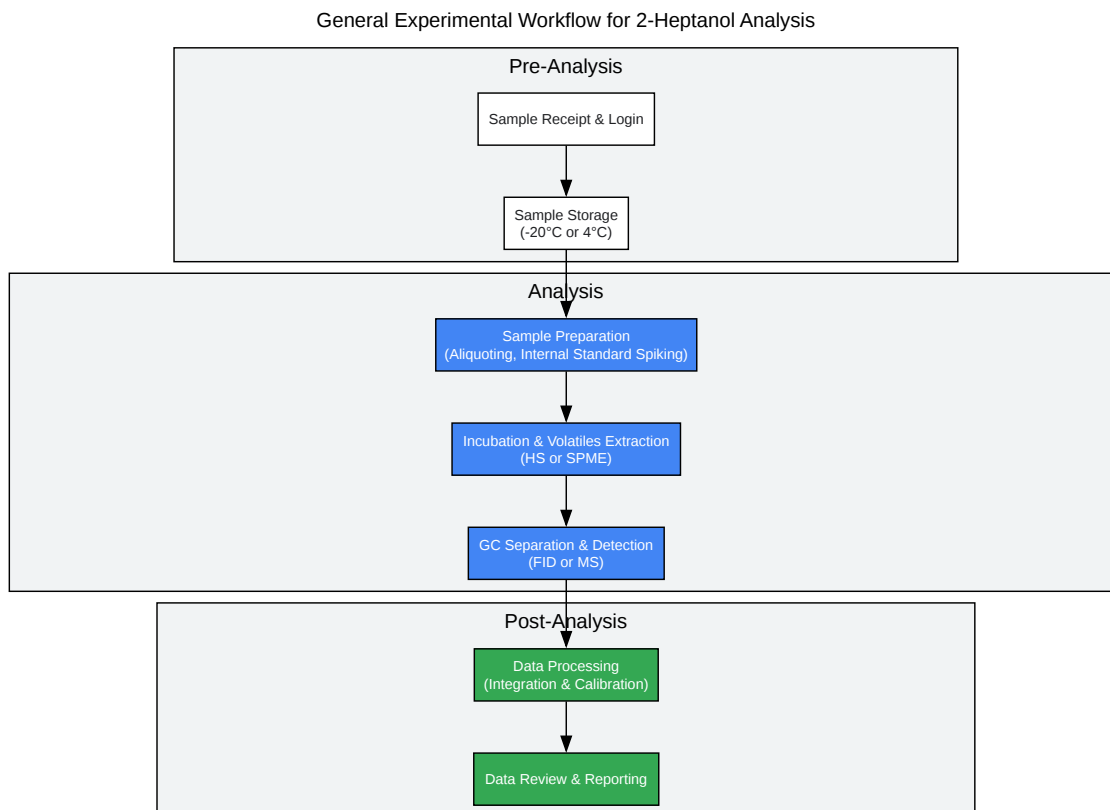 General Experimental Workflow for 2-Heptanol Analysis
Pre-Analysis
Sample Receipt & Login
Sample Storage
(-20°C or 4°C)
Analysis
Sample Preparation
(Aliquoting, Internal Standard Spiking)
Incubation & Volatiles Extraction
(HS or SPME)
GC Separation & Detection
(FID or MS)
Post-Analysis
Data Processing
(Integration & Calibration)
Data Review & Reporting